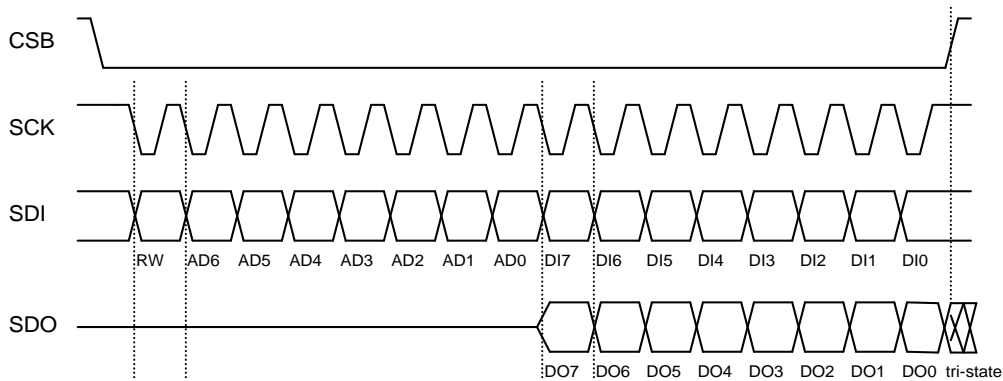 CSB
SCK
SDI
RW AD6 AD5 AD4 AD3 AD2 AD1 AD0 DI7 DI6 DI5 DI4 DI3 DI2 DI1 DI0
SDO
DO7 DO6 DO5 DO4 DO3 DO2 DO1 DO0 tri-state